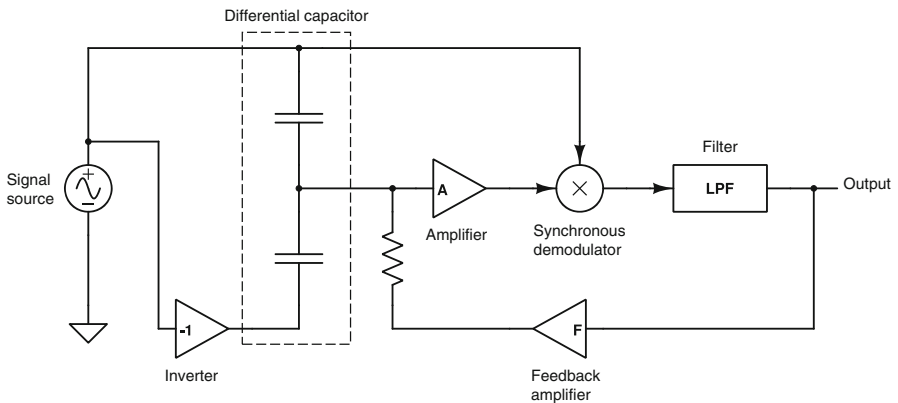 Differential capacitor
Signal
source
+
−
-1
Inverter
A
Amplifier
×
Synchronous
demodulator
Filter
LPF
Output
F
Feedback
amplifier